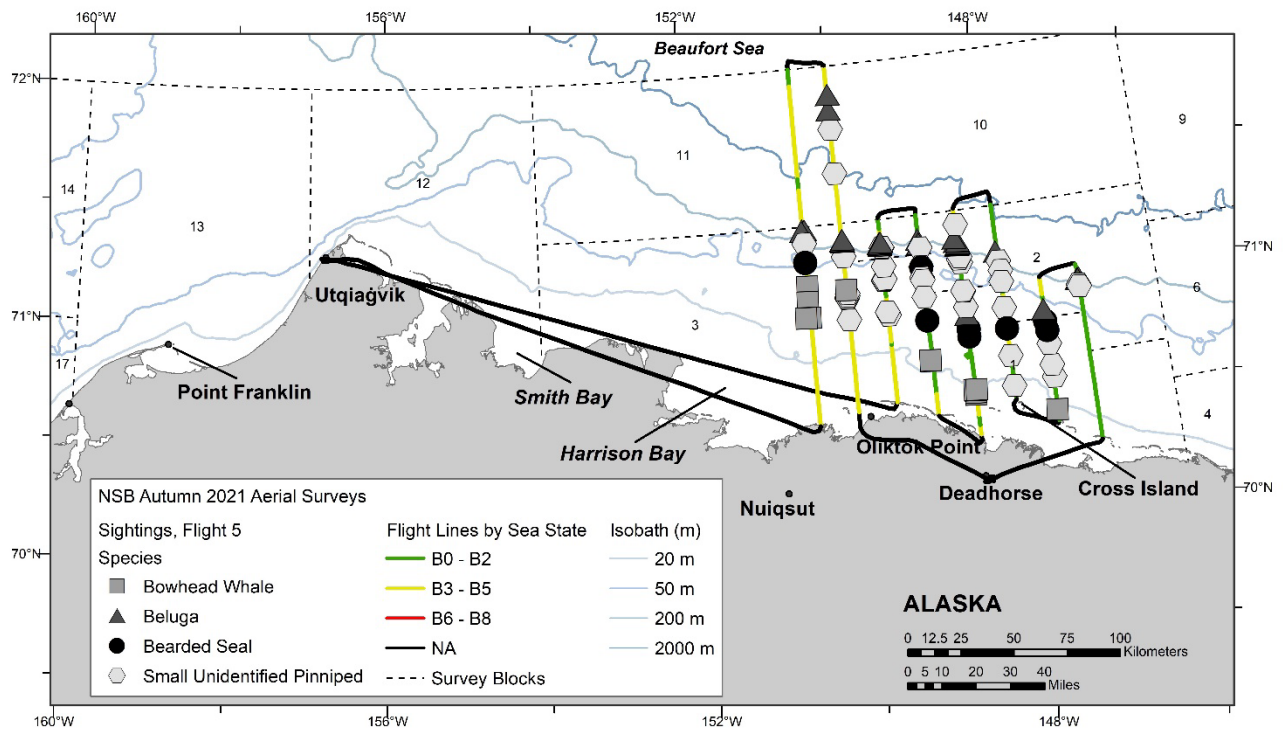 160°W 156°W 152°W 148°W
Beaufort Sea
72°N
9
10
11
14
12
13
71°N
2
Utqiaġvik
6
71°N
3
17
1
Point Franklin
Smith Bay
4
Harrison Bay
Oliktok Point
Cross Island
Deadhorse
70°N
Nuiqsut
70°N
NSB Autumn 2021 Aerial Surveys
Sightings, Flight 5
Species
Bowhead Whale
Beluga
Bearded Seal
Small Unidentified Pinniped
Flight Lines by Sea State
B0 - B2
B3 - B5
B6 - B8
NA
Survey Blocks
Isobath (m)
20 m
50 m
200 m
2000 m
ALASKA
0 12.5 25 50 75 100
Kilometers
0 5 10 20 30 40
Miles
160°W 156°W 152°W 148°W